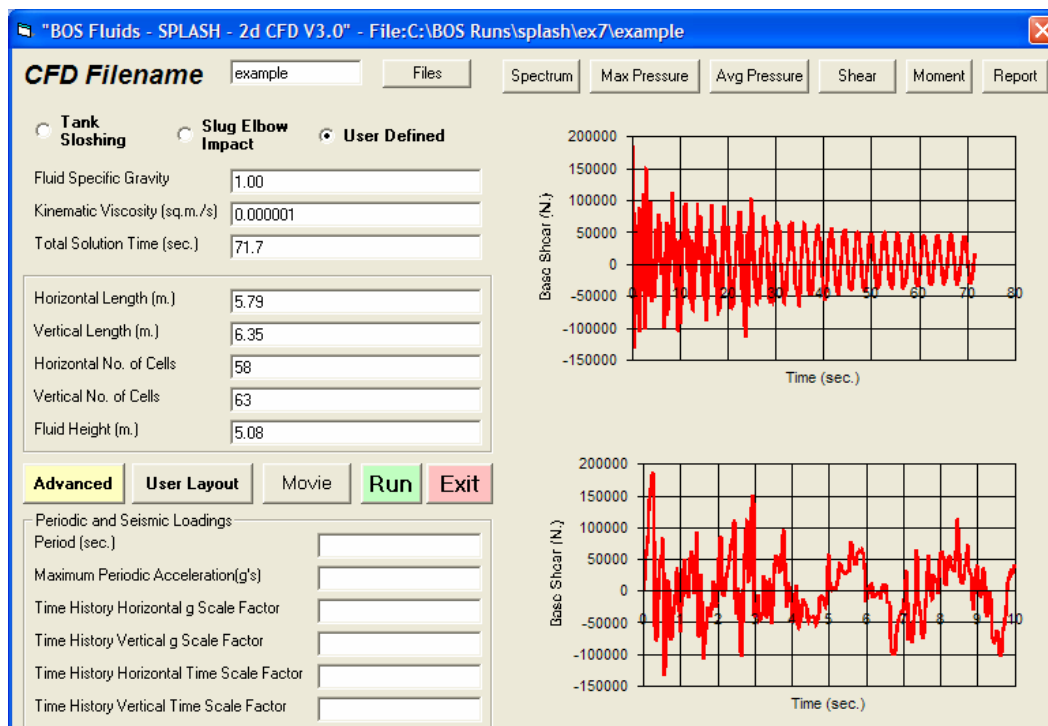 "BOS Fluids - SPLASH - 2d CFD V3.0" - File:C:\BOS Runs\splash\ex7\example
CFD Filename example Files
Spectrum Max Pressure Avg Pressure Shear Moment Report
Tank Sloshing
Slug Elbow Impact
User Defined
Fluid Specific Gravity 1.00
Kinematic Viscosity (sq.m./s) 0.000001
Total Solution Time (sec.) 71.7
Horizontal Length (m.) 5.79
Vertical Length (m.) 6.35
Horizontal No. of Cells 58
Vertical No. of Cells 63
Fluid Height (m.) 5.08
Advanced User Layout Movie Run Exit
Periodic and Seismic Loadings
Period (sec.)
Maximum Periodic Acceleration(g's)
Time History Horizontal g Scale Factor
Time History Vertical g Scale Factor
Time History Horizontal Time Scale Factor
Time History Vertical Time Scale Factor
Base Shear (N.)
200000
150000
100000
50000
0
-50000
-100000
-150000
0 10 20 30 40 50 60 70 80
Time (sec.)
Base Shear (N.)
200000
150000
100000
50000
0
-50000
-100000
-150000
0 1 2 3 4 5 6 7 8 9 10
Time (sec.)